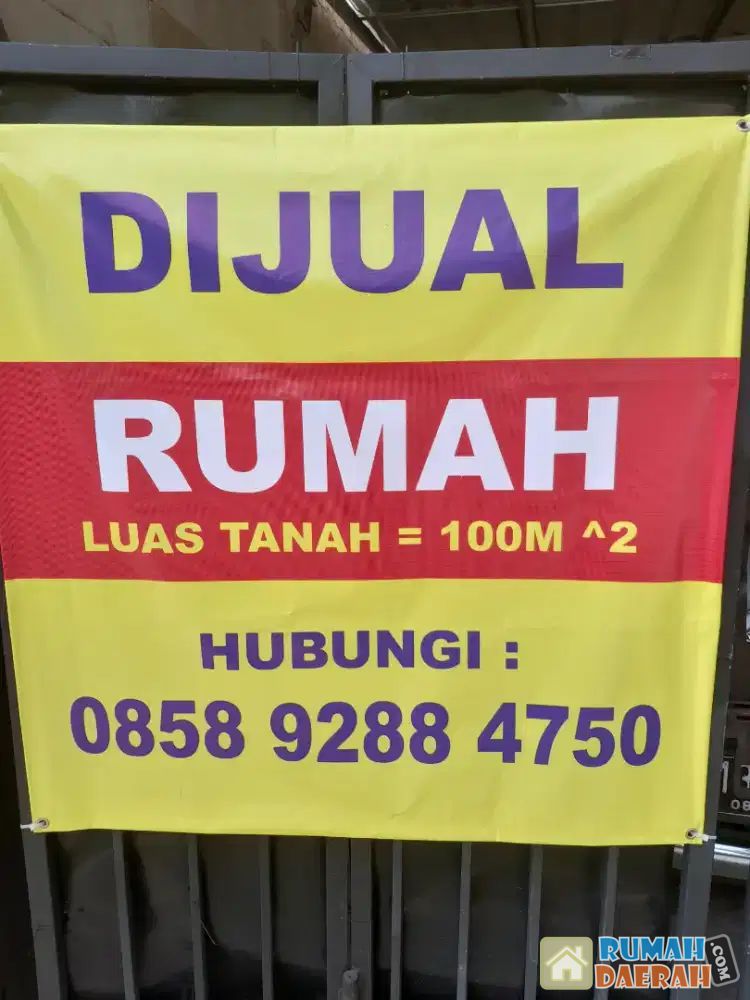 DIJUAL
RUMAH
LUAS TANAH = 100M ^2
HUBUNGI :
0858 9288 4750
RUMAH
DAERAH.COM